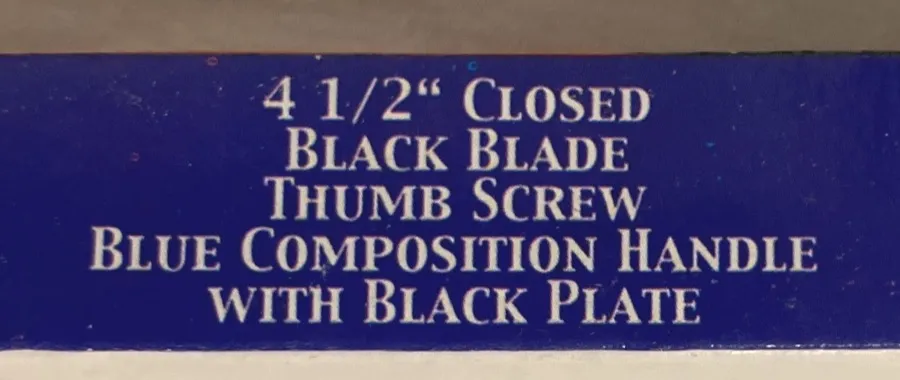 4 1/2“ Closed
Black Blade
Thumb Screw
Blue Composition Handle
with Black Plate